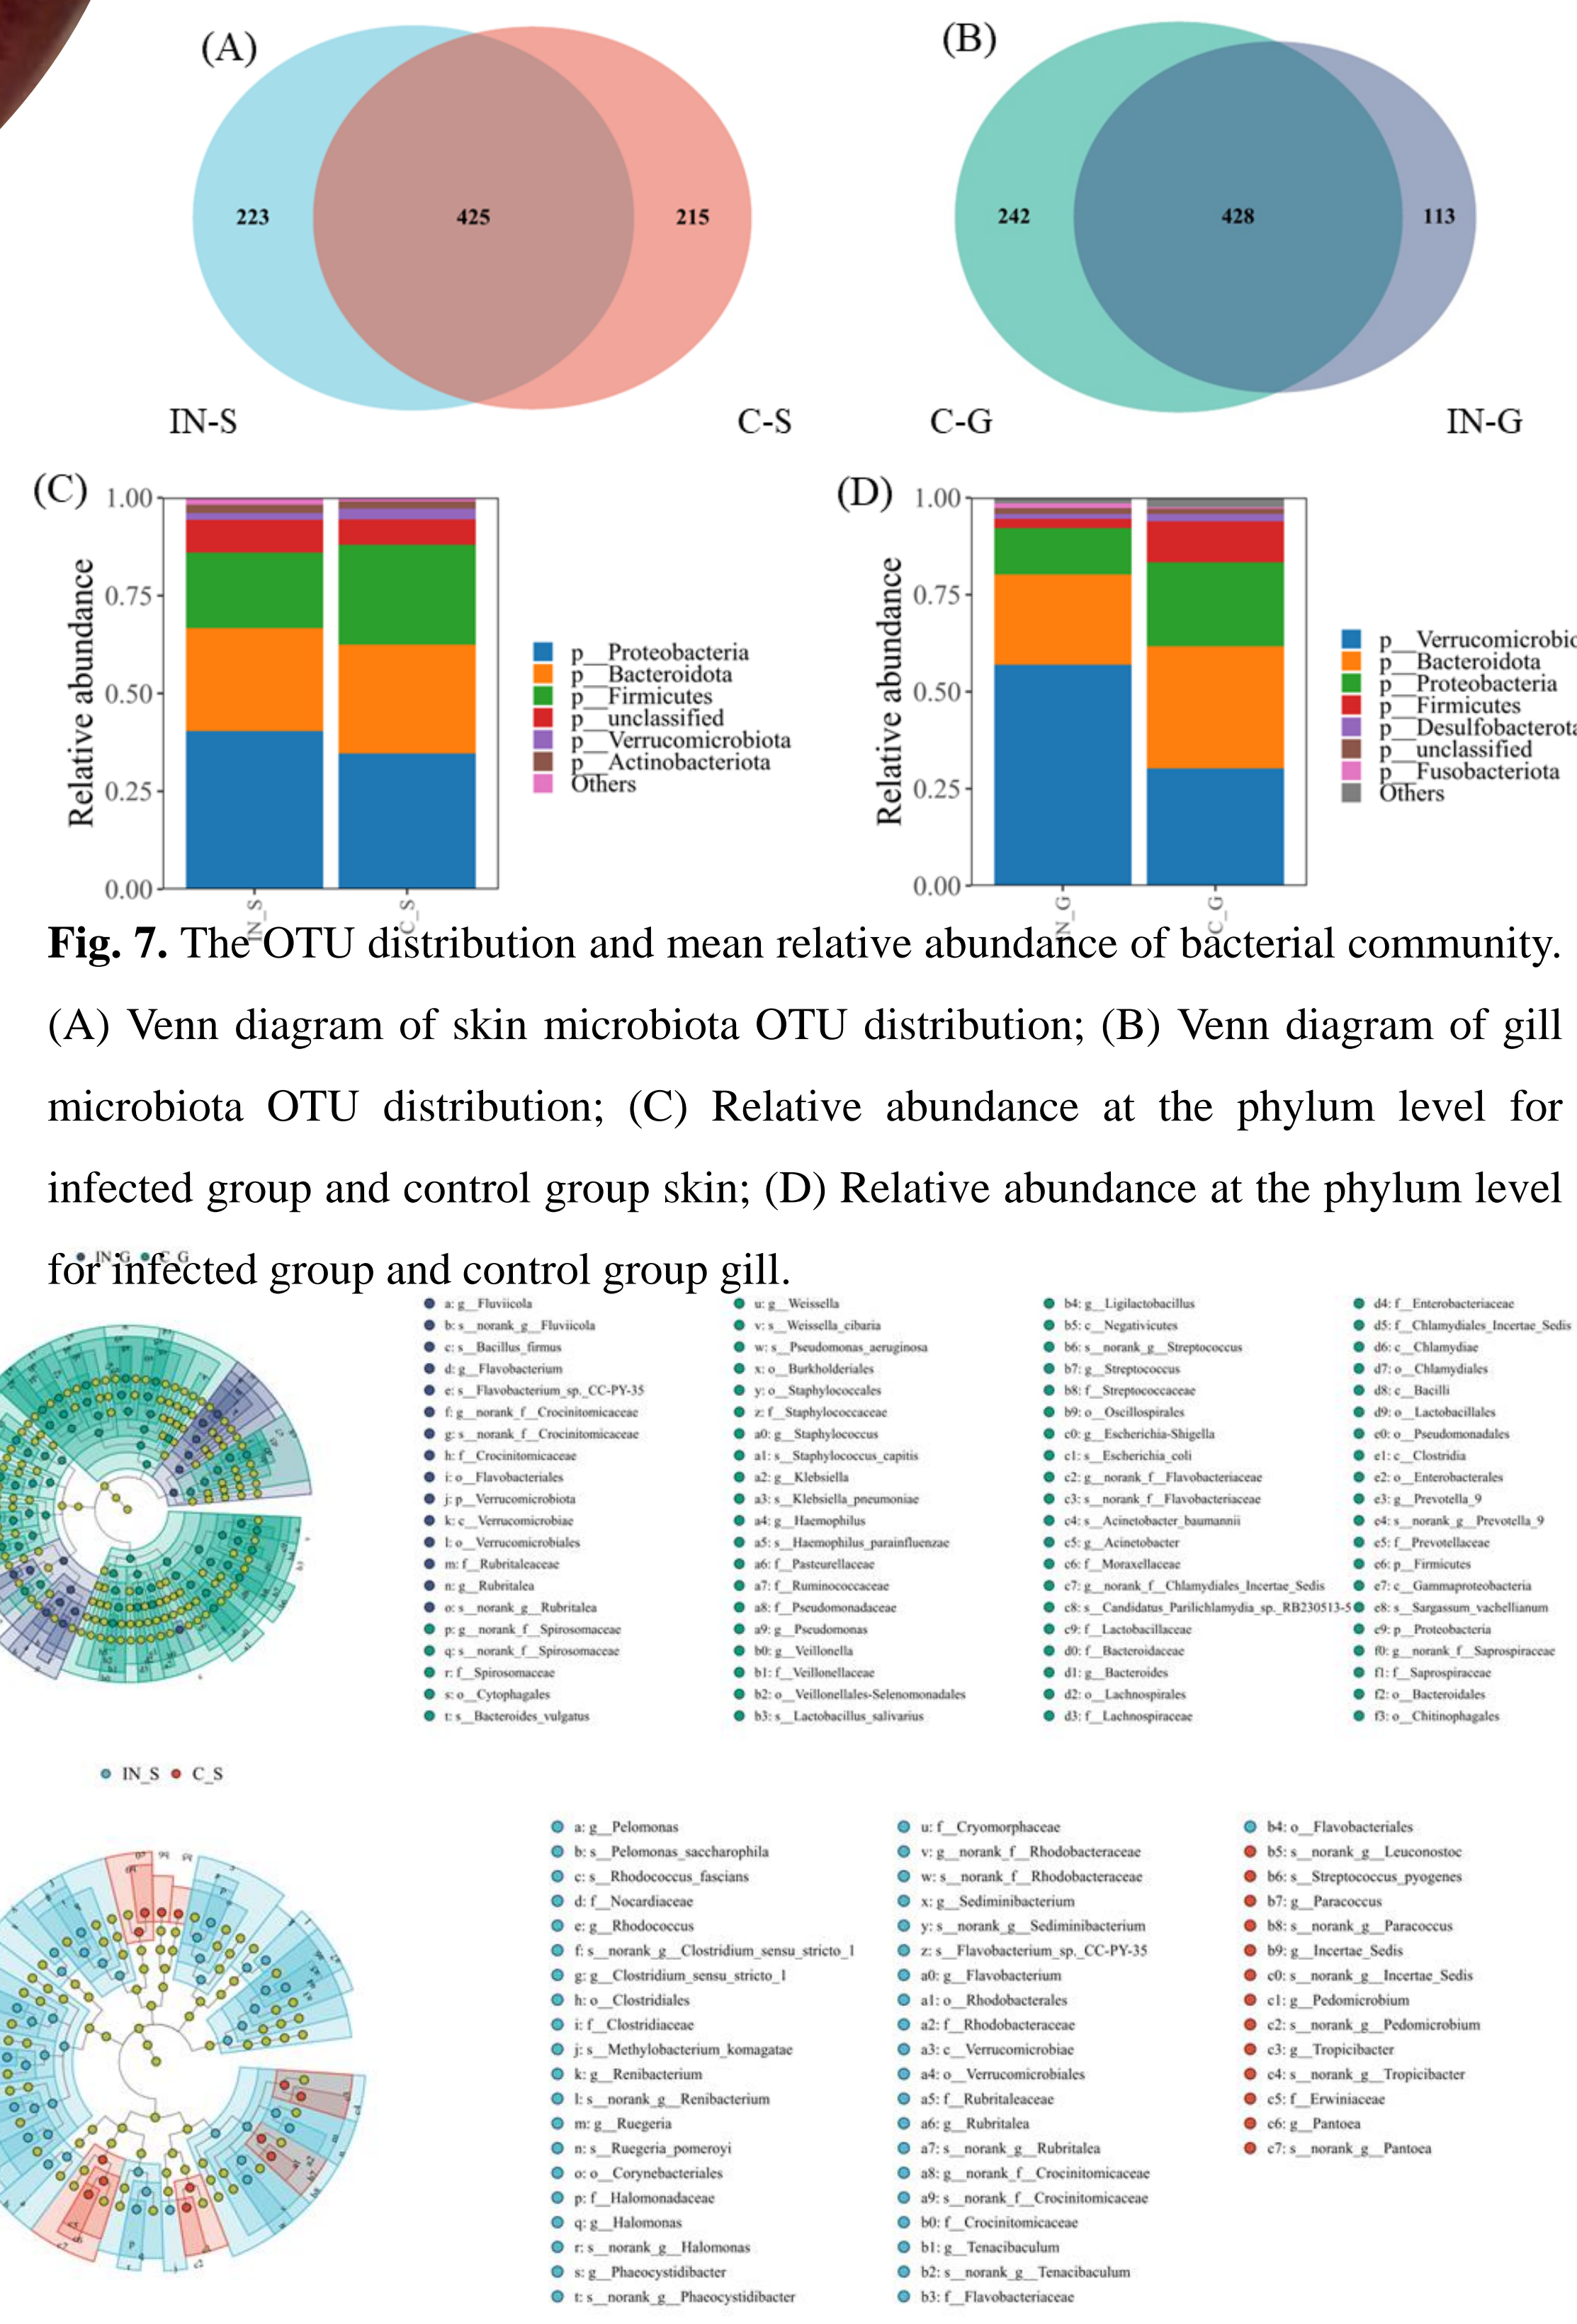 (A)
(B)
223
425
215
242
428
113
IN-S
C-S
C-G
IN-G
(C)
1.00
0.75
0.50
0.25
0.00
Relative abundance
IN_S
C_S
p__Proteobacteria
p__Bacteroidota
p__Firmicutes
p__unclassified
p__Verrucomicrobiota
p__Actinobacteriota
Others
(D)
1.00
0.75
0.50
0.25
0.00
Relative abundance
N_G
C_G
p__Verrucomicrobio
p__Bacteroidota
p__Proteobacteria
p__Firmicutes
p__Desulfobacterota
p__unclassified
p__Fusobacteriota
Others
Fig. 7. The OTU distribution and mean relative abundance of bacterial community.
(A) Venn diagram of skin microbiota OTU distribution; (B) Venn diagram of gill
microbiota OTU distribution; (C) Relative abundance at the phylum level for
infected group and control group skin; (D) Relative abundance at the phylum level
for infected group and control group gill.
IN_G C_G
a: g__Fluviicola
b: s__norank_g__Fluviicola
c: s__Bacillus_firmus
d: g__Flavobacterium
e: s__Flavobacterium_sp._CC-PY-35
f: g__norank_f__Crocinitomicaceae
g: s__norank_f__Crocinitomicaceae
h: f__Crocinitomicaceae
i: o__Flavobacteriales
j: p__Verrucomicrobiota
k: c__Verrucomicrobiae
l: o__Verrucomicrobiales
m: f__Rubritaleaceae
n: g__Rubritalea
o: s__norank_g__Rubritalea
p: g__norank_f__Spirosomaceae
q: s__norank_f__Spirosomaceae
r: f__Spirosomaceae
s: o__Cytophagales
t: s__Bacteroides_vulgatus
u: g__Weissella
v: s__Weissella_cibaria
w: s__Pseudomonas_aeruginosa
x: o__Burkholderiales
y: o__Staphylococcales
z: f__Staphylococcaceae
a0: g__Staphylococcus
a1: s__Staphylococcus_capitis
a2: g__Klebsiella
a3: s__Klebsiella_pneumoniae
a4: g__Haemophilus
a5: s__Haemophilus_parainfluenzae
a6: f__Pasteurellaceae
a7: f__Ruminococcaceae
a8: f__Pseudomonadaceae
a9: g__Pseudomonas
b0: g__Veillonella
b1: f__Veillonellaceae
b2: o__Veillonellales-Selenomonadales
b3: s__Lactobacillus_salivarius
b4: g__Ligilactobacillus
b5: c__Negativicutes
b6: s__norank_g__Streptococcus
b7: g__Streptococcus
b8: f__Streptococcaceae
b9: o__Oscillospirales
c0: g__Escherichia-Shigella
c1: s__Escherichia_coli
c2: g__norank_f__Flavobacteriaceae
c3: s__norank_f__Flavobacteriaceae
c4: s__Acinetobacter_baumannii
c5: g__Acinetobacter
c6: f__Moraxellaceae
c7: g__norank_f__Chlamydiales_Incertae_Sedis
c8: s__Candidatus_Parilichlamydia_sp._RB230513-5
c9: f__Lactobacillaceae
d0: f__Bacteroidaceae
d1: g__Bacteroides
d2: o__Lachnospirales
d3: f__Lachnospiraceae
d4: f__Enterobacteriaceae
d5: f__Chlamydiales_Incertae_Sedis
d6: c__Chlamydiae
d7: o__Chlamydiales
d8: c__Bacilli
d9: o__Lactobacillales
e0: o__Pseudomonadales
e1: c__Clostridia
e2: o__Enterobacterales
e3: g__Prevotella_9
e4: s__norank_g__Prevotella_9
e5: f__Prevotellaceae
e6: p__Firmicutes
e7: c__Gammaproteobacteria
e8: s__Sargassum_vachellianum
e9: p__Proteobacteria
f0: g__norank_f__Saprospiraceae
f1: f__Saprospiraceae
f2: o__Bacteroidales
f3: o__Chitinophagales
IN_S C_S
a: g__Pelomonas
b: s__Pelomonas_saccharophila
c: s__Rhodococcus_fascians
d: f__Nocardiaceae
e: g__Rhodococcus
f: s__norank_g__Clostridium_sensu_stricto_1
g: g__Clostridium_sensu_stricto_1
h: o__Clostridiales
i: f__Clostridiaceae
j: s__Methylobacterium_komagatae
k: g__Renibacterium
l: s__norank_g__Renibacterium
m: g__Ruegeria
n: s__Ruegeria_pomeroyi
o: o__Corynebacteriales
p: f__Halomonadaceae
q: g__Halomonas
r: s__norank_g__Halomonas
s: g__Phaeocystidibacter
t: s__norank_g__Phaeocystidibacter
u: f__Cryomorphaceae
v: g__norank_f__Rhodobacteraceae
w: s__norank_f__Rhodobacteraceae
x: g__Sediminibacterium
y: s__norank_g__Sediminibacterium
z: s__Flavobacterium_sp._CC-PY-35
a0: g__Flavobacterium
a1: o__Rhodobacterales
a2: f__Rhodobacteraceae
a3: c__Verrucomicrobiae
a4: o__Verrucomicrobiales
a5: f__Rubritaleaceae
a6: g__Rubritalea
a7: s__norank_g__Rubritalea
a8: g__norank_f__Crocinitomicaceae
a9: s__norank_f__Crocinitomicaceae
b0: f__Crocinitomicaceae
b1: g__Tenacibaculum
b2: s__norank_g__Tenacibaculum
b3: f__Flavobacteriaceae
b4: o__Flavobacteriales
b5: s__norank_g__Leuconostoc
b6: s__Streptococcus_pyogenes
b7: g__Paracoccus
b8: s__norank_g__Paracoccus
b9: g__Incertae_Sedis
c0: s__norank_g__Incertae_Sedis
c1: g__Pedomicrobium
c2: s__norank_g__Pedomicrobium
c3: g__Tropicibacter
c4: s__norank_g__Tropicibacter
c5: f__Erwiniaceae
c6: g__Pantoea
c7: s__norank_g__Pantoea